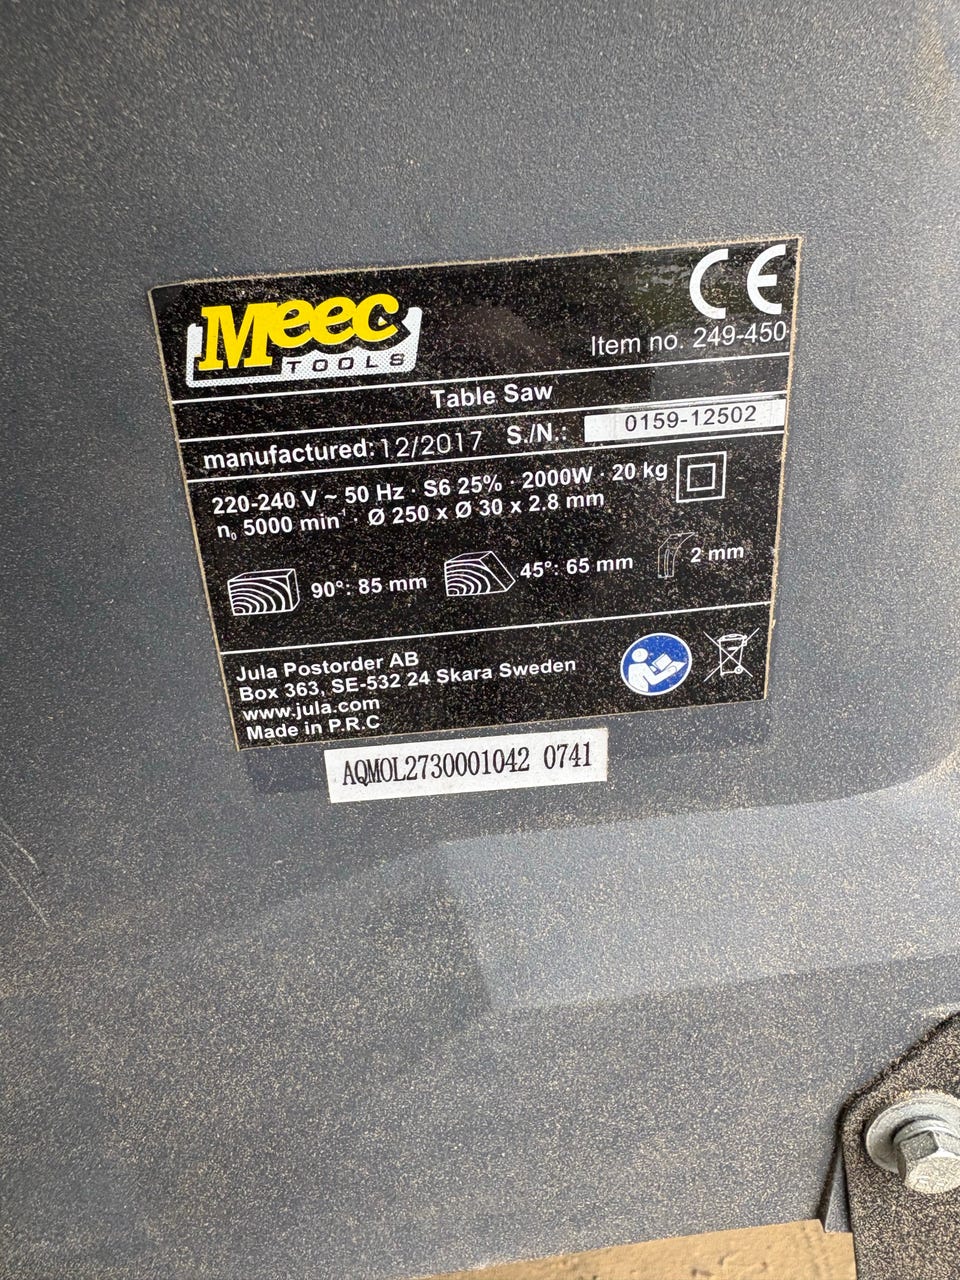 Meec
TOOLS
CE
Item no. 249-450
Table Saw
manufactured: 12/2017 S./N.: 0159-12502
220-240 V ~ 50 Hz · S6 25% · 2000W · 20 kg
n₀ 5000 min⁻¹ · Ø 250 x Ø 30 x 2.8 mm
90°: 85 mm 45°: 65 mm 2 mm
Jula Postorder AB
Box 363, SE-532 24 Skara Sweden
www.jula.com
Made in P.R.C
AQMOL2730001042 0741